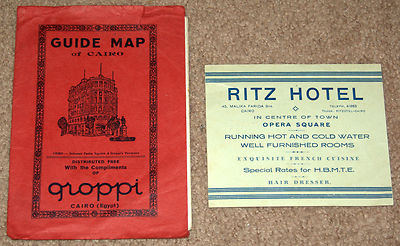 GUIDE MAP
of CAIRO
DISTRIBUTED FREE
With the Compliments
OF
groppi
CAIRO (Egypt)
RITZ HOTEL
43, MALIKA FARIDA STR.
CAIRO
TELEPH. 41953
IN CENTRE OF TOWN
OPERA SQUARE
RUNNING HOT AND COLD WATER
WELL FURNISHED ROOMS
EXQUISITE FRENCH CUISINE
Special Rates for H.B.M.T.E.
HAIR DRESSER.